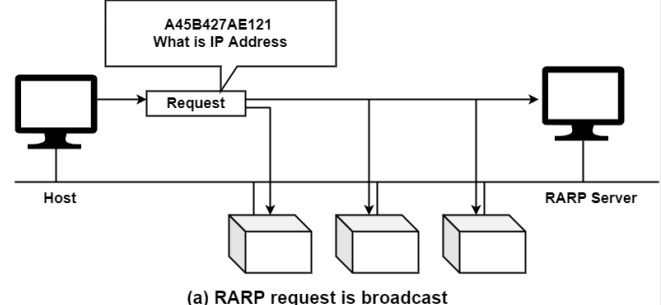 A45B427AE121
What is IP Address
Request
Host
RARP Server
(a) RARP request is broadcast